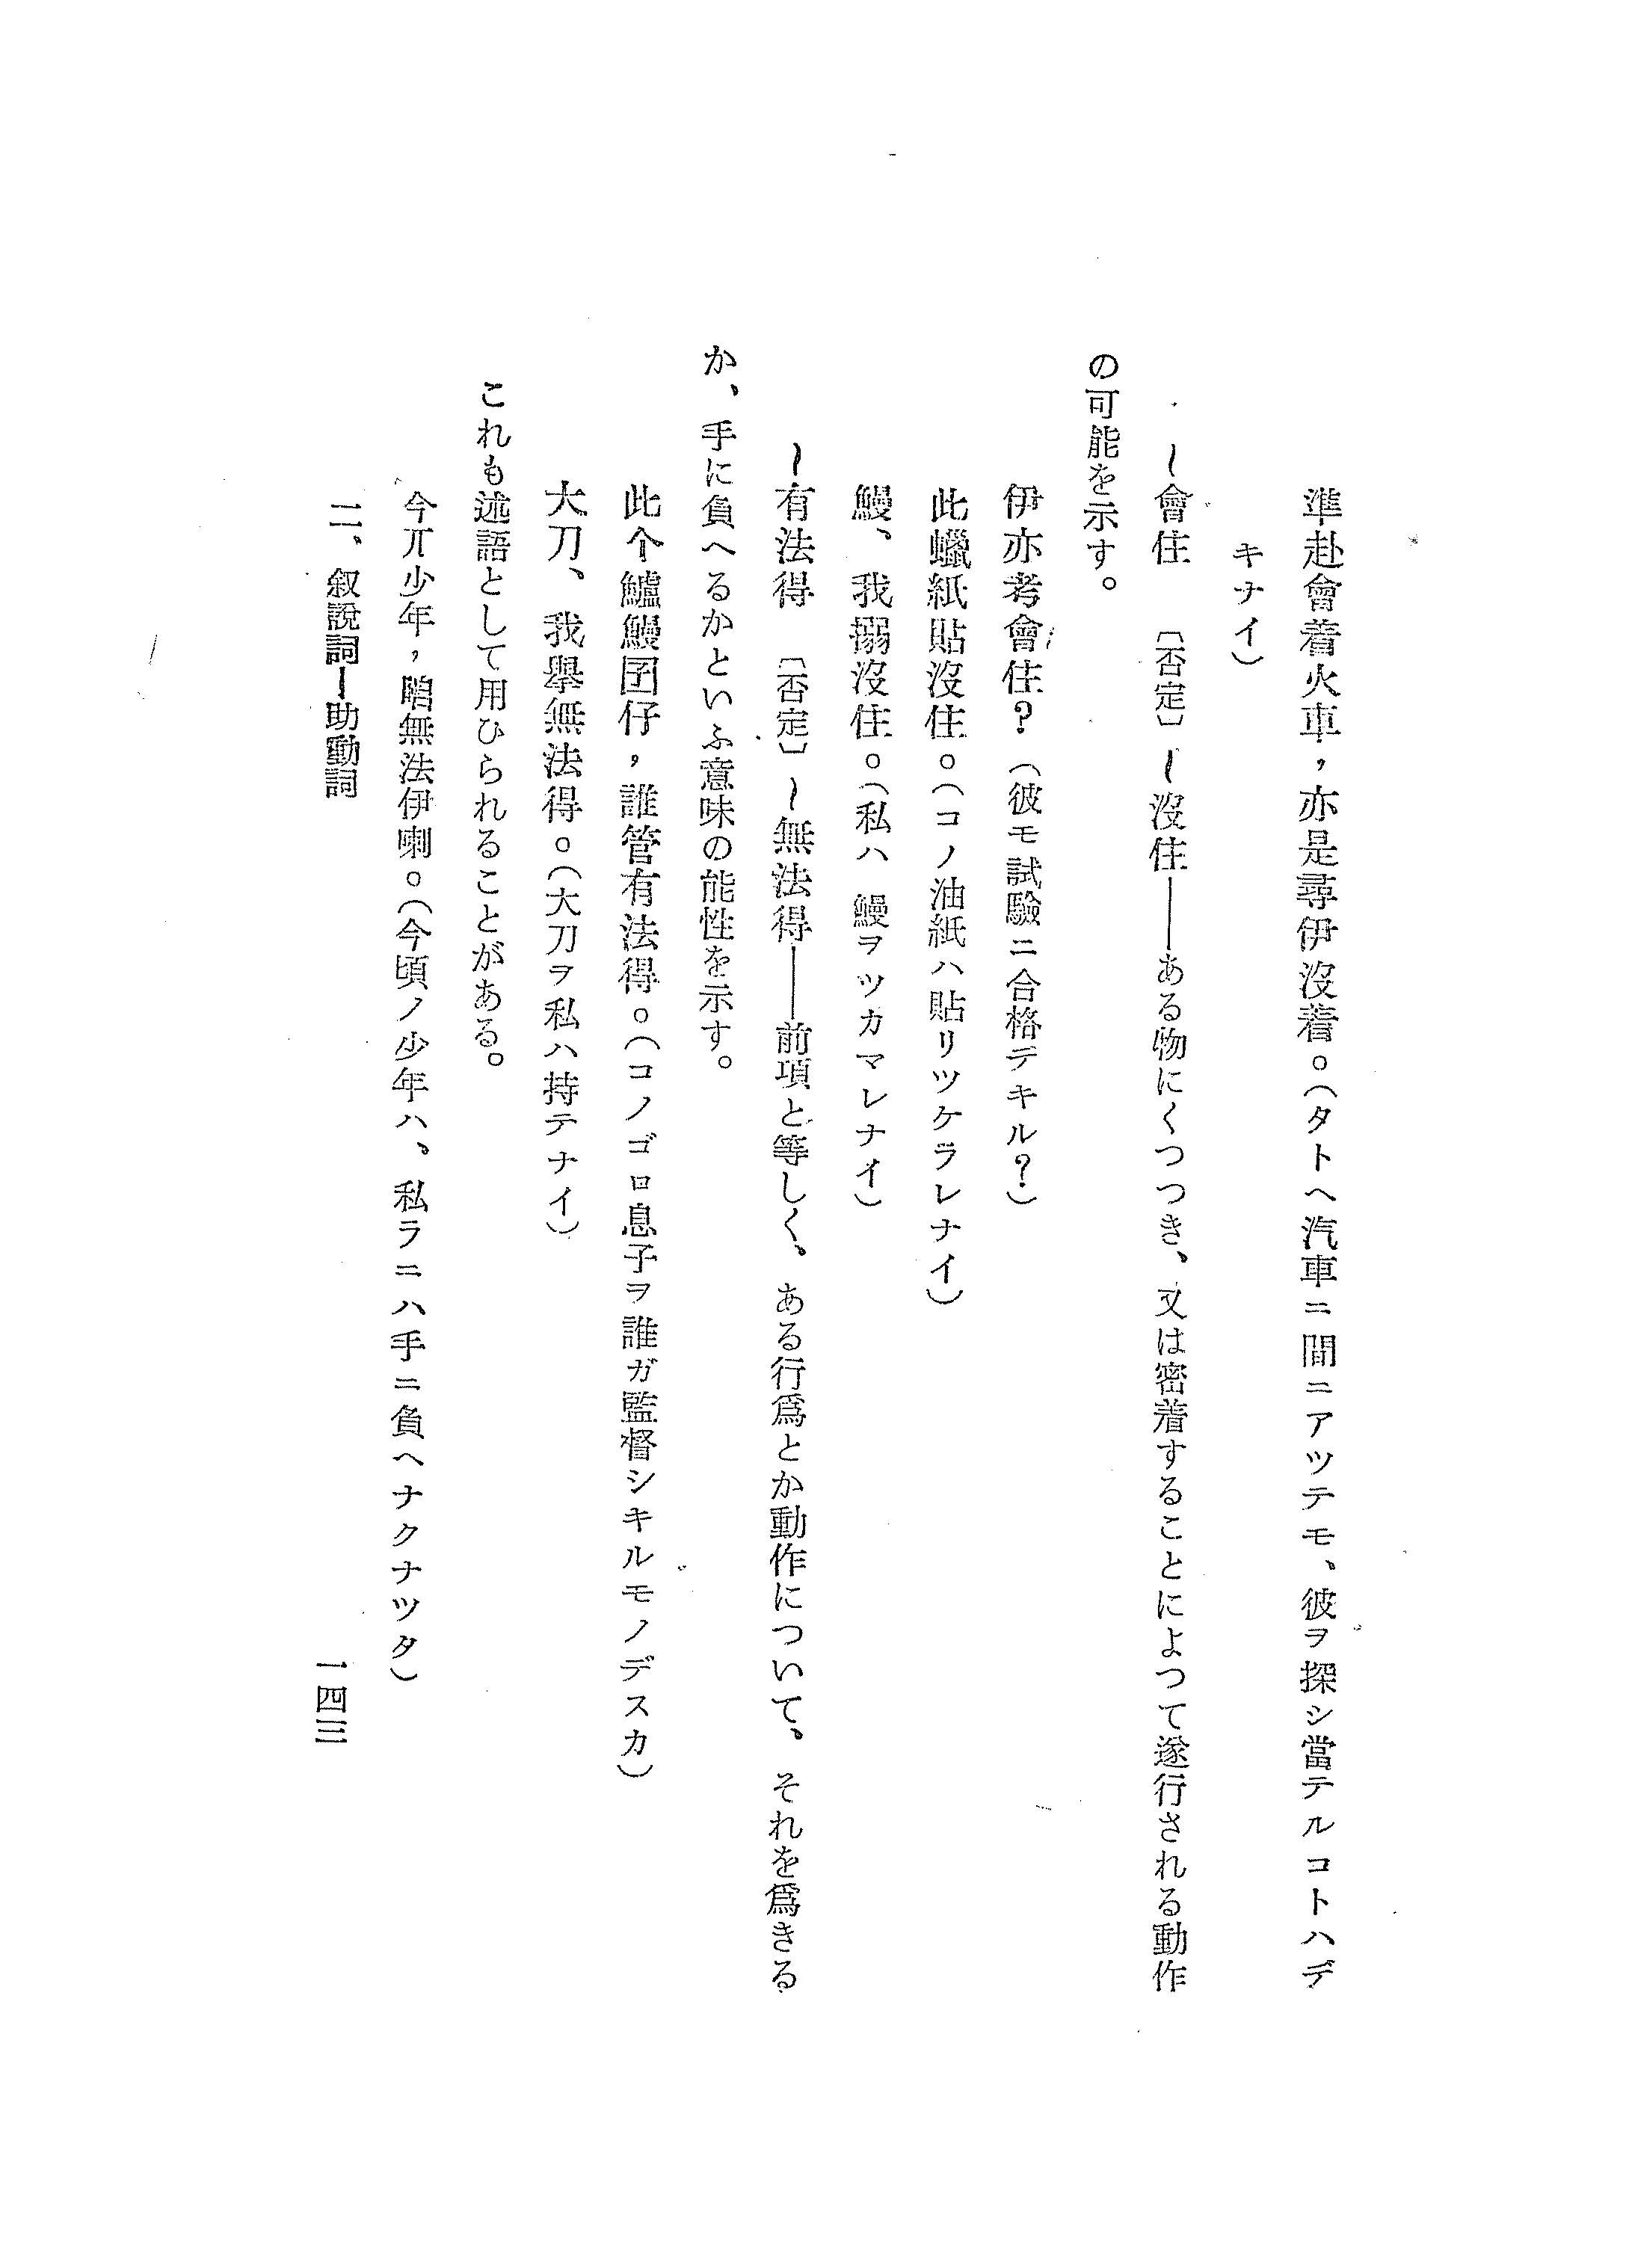 準赴會着火車，亦是尋伊沒着。（タトヘ汽車ニ間ニアツテモ、彼ヲ探シ當テルコトハデ
キナイ）
〜會住　〔否定〕〜沒住――ある物にくつつき、又は密着することによつて遂行される動作
の可能を示す。
伊亦考會住？（彼モ試驗ニ合格デキル？）
此蠟紙貼沒住。（コノ油紙ハ貼リツケラレナイ）
鰻、我搦沒住。（私ハ鰻ヲツカマレナイ）
〜有法得　〔否定〕〜無法得――前項と等しく、ある行爲とか動作について、それを爲きる
か、手に負へるかといふ意味の能性を示す。
此个鱸鰻囝仔，誰管有法得。（コノゴロ息子ヲ誰ガ監督シキルモノデスカ）
大刀、我擧無法得。（大刀ヲ私ハ持テナイ）
これも述語として用ひられることがある。
今丌少年，喒無法伊喇。（今頃ノ少年ハ、私ラニハ手ニ負ヘナクナツタ）
二、叙說詞ー助動詞
一四三